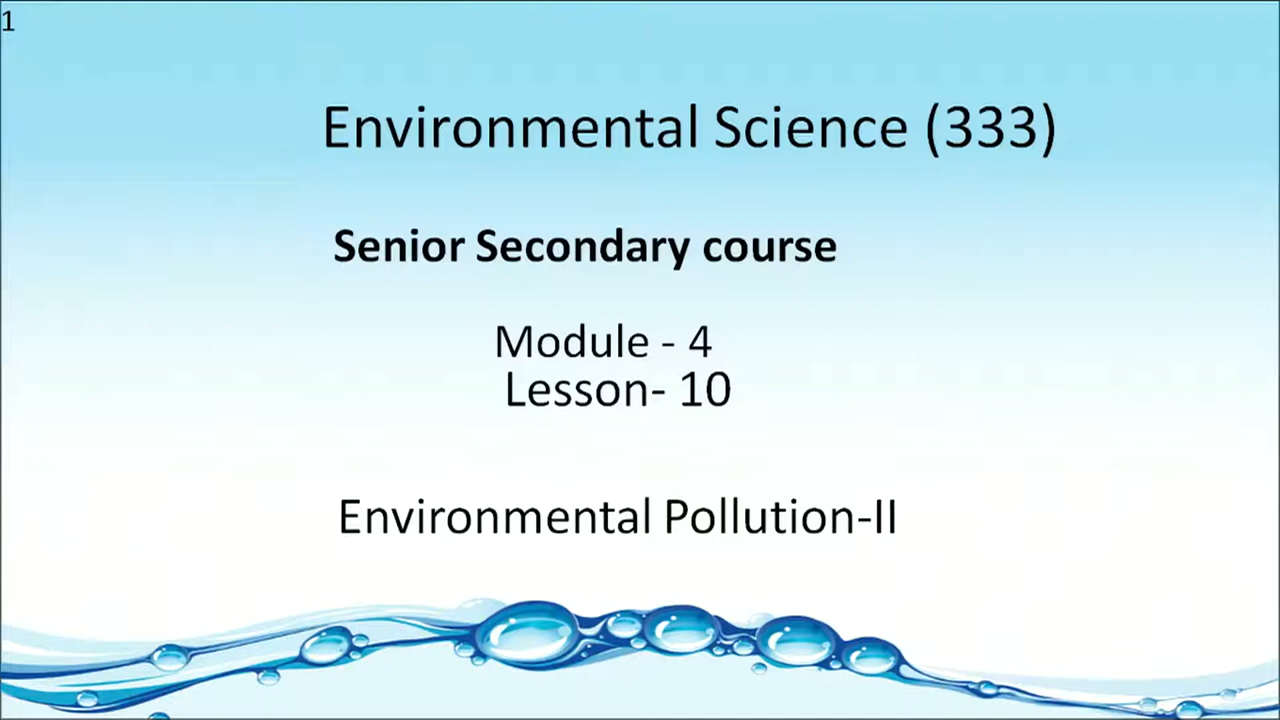 1
Environmental Science (333)
Senior Secondary course
Module - 4
Lesson- 10
Environmental Pollution-II